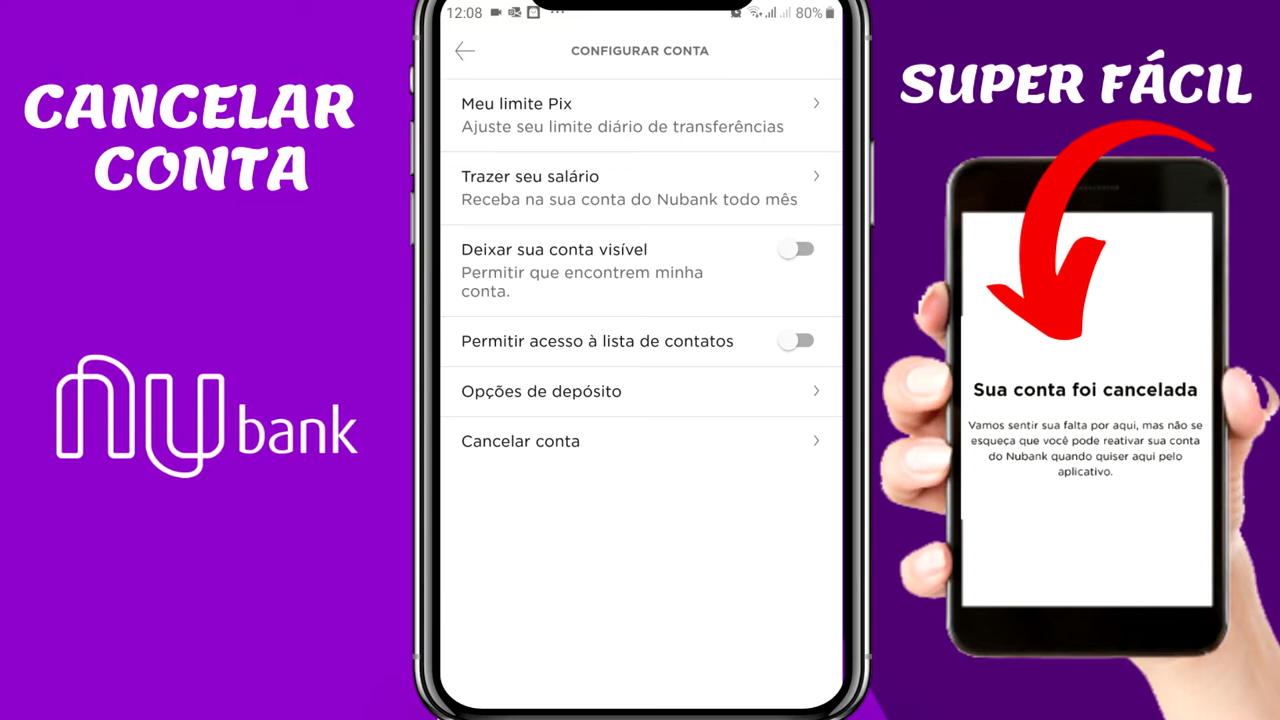 CANCELAR
CONTA
nu bank
12:08
80%
CONFIGURAR CONTA
Meu limite Pix
Ajuste seu limite diário de transferências
Trazer seu salário
Receba na sua conta do Nubank todo mês
Deixar sua conta visível
Permitir que encontrem minha
conta.
Permitir acesso à lista de contatos
Opções de depósito
Cancelar conta
SUPER FÁCIL
Sua conta foi cancelada
Vamos sentir sua falta por aqui, mas não se
esqueça que você pode reativar sua conta
do Nubank quando quiser aqui pelo
aplicativo.